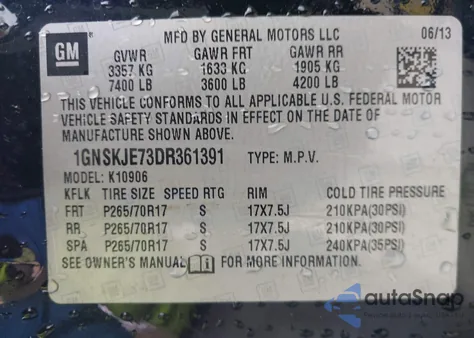 GM
MFD BY GENERAL MOTORS LLC
06/13
GVWR GAWR FRT GAWR RR
3357 KG 1633 KG 1905 KG
7400 LB 3600 LB 4200 LB
THIS VEHICLE CONFORMS TO ALL APPLICABLE U.S. FEDERAL MOTOR
VEHICLE SAFETY STANDARDS IN EFFECT ON THE DATE OF
MANUFACTURE SHOWN ABOVE.
1GNSKJE73DR361391 TYPE: M.P.V.
MODEL: K10906
KFLK TIRE SIZE SPEED RTG RIM COLD TIRE PRESSURE
FRT P265/70R17 S 17X7.5J 210KPA(30PSI)
RR P265/70R17 S 17X7.5J 210KPA(30PSI)
SPA P265/70R17 S 17X7.5J 240KPA(35PSI)
SEE OWNER'S MANUAL FOR MORE INFORMATION.
autoSnap